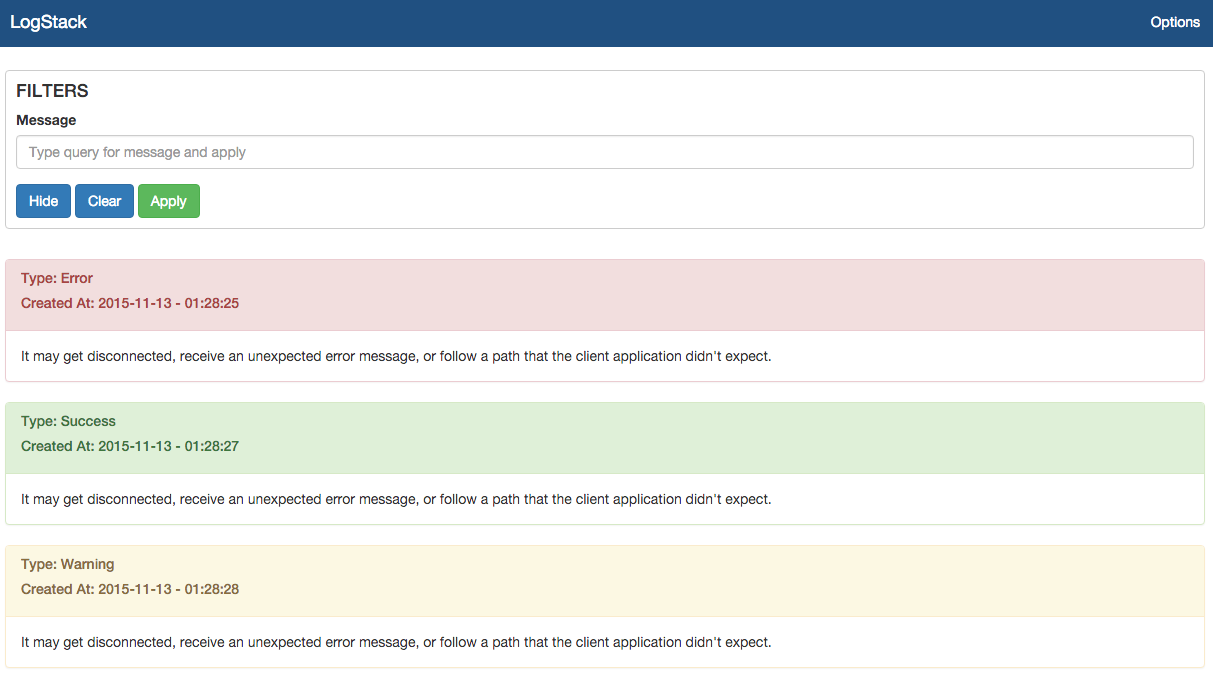 LogStack
Options
FILTERS
Message
Type query for message and apply
Hide Clear Apply
Type: Error
Created At: 2015-11-13 - 01:28:25
It may get disconnected, receive an unexpected error message, or follow a path that the client application didn't expect.
Type: Success
Created At: 2015-11-13 - 01:28:27
It may get disconnected, receive an unexpected error message, or follow a path that the client application didn't expect.
Type: Warning
Created At: 2015-11-13 - 01:28:28
It may get disconnected, receive an unexpected error message, or follow a path that the client application didn't expect.